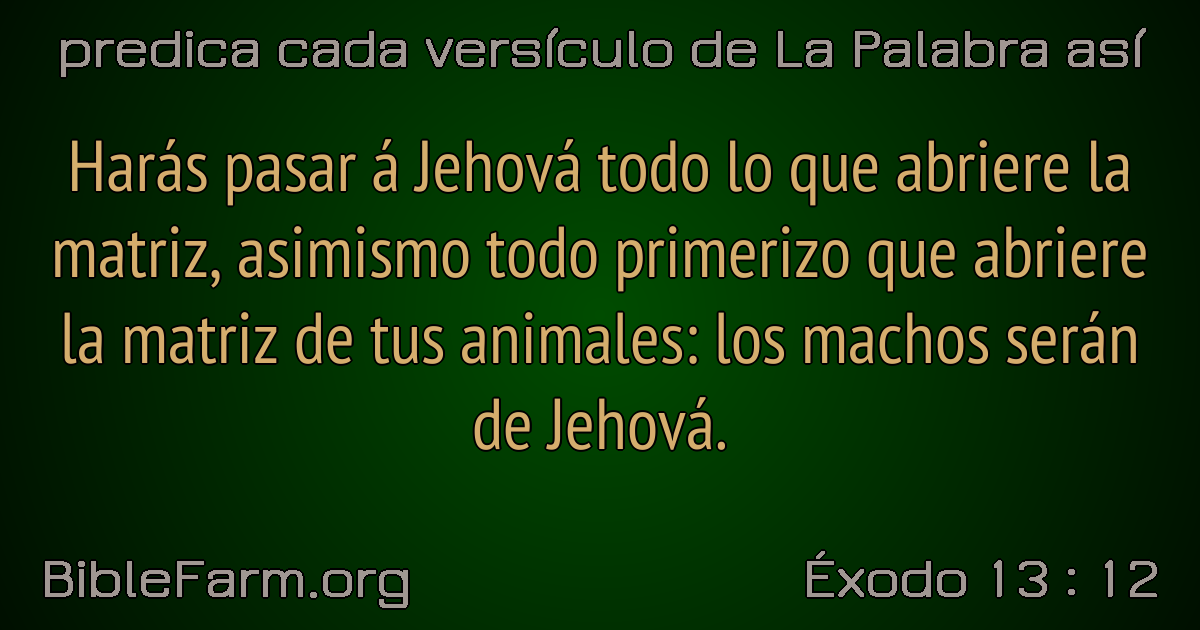 predica cada versículo de La Palabra así
Harás pasar á Jehová todo lo que abriere la
matriz, asimismo todo primerizo que abriere
la matriz de tus animales: los machos serán
de Jehová.
BibleFarm.org
Éxodo 13 : 12